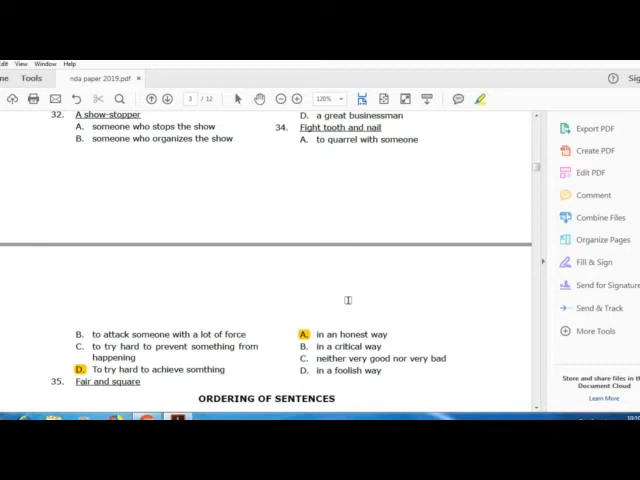 Edit View Window Help
Tools
nda paper 2019.pdf ×
3 / 12
120%
32. A show-stopper
A. someone who stops the show
B. someone who organizes the show
D. a great businessman
34. Fight tooth and nail
A. to quarrel with someone
B. to attack someone with a lot of force
C. to try hard to prevent something from
happening
D. To try hard to achieve somthing
35. Fair and square
A. in an honest way
B. in a critical way
C. neither very good nor very bad
D. in a foolish way
ORDERING OF SENTENCES
Export PDF
Create PDF
Edit PDF
Comment
Combine Files
Organize Pages
Fill & Sign
Send for Signature
Send & Track
More Tools
Store and share files in the
Document Cloud
Learn More